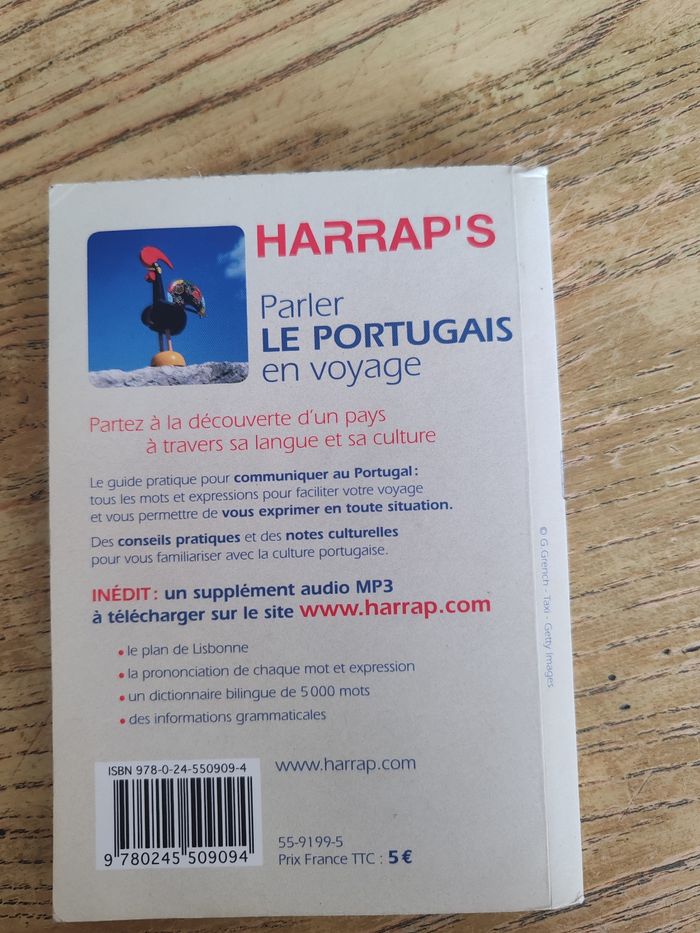 HARRAP'S
Parler
LE PORTUGAIS
en voyage
Partez à la découverte d'un pays
à travers sa langue et sa culture
Le guide pratique pour communiquer au Portugal :
tous les mots et expressions pour faciliter votre voyage
et vous permettre de vous exprimer en toute situation.
Des conseils pratiques et des notes culturelles
pour vous familiariser avec la culture portugaise.
INÉDIT : un supplément audio MP3
à télécharger sur le site www.harrap.com
• le plan de Lisbonne
• la prononciation de chaque mot et expression
• un dictionnaire bilingue de 5 000 mots
• des informations grammaticales
ISBN 978-0-24-550909-4
9 780245 509094
www.harrap.com
55-9199-5
Prix France TTC : 5 €
© G Grench - Taxi - Getty Images